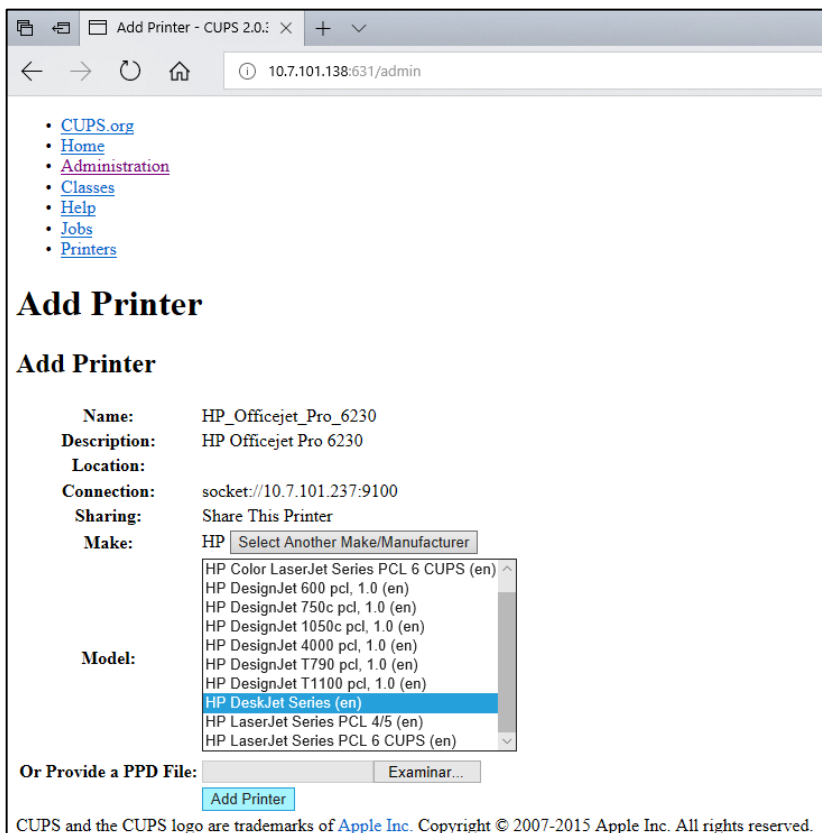 Add Printer - CUPS 2.0.:
10.7.101.138:631/admin
CUPS.org
Home
Administration
Classes
Help
Jobs
Printers
Add Printer
Add Printer
Name: HP_Officejet_Pro_6230
Description: HP Officejet Pro 6230
Location:
Connection: socket://10.7.101.237:9100
Sharing: Share This Printer
Make: HP Select Another Make/Manufacturer
HP Color LaserJet Series PCL 6 CUPS (en)
HP DesignJet 600 pcl, 1.0 (en)
HP DesignJet 750c pcl, 1.0 (en)
HP DesignJet 1050c pcl, 1.0 (en)
HP DesignJet 4000 pcl, 1.0 (en)
Model: HP DesignJet T790 pcl, 1.0 (en)
HP DesignJet T1100 pcl, 1.0 (en)
HP DeskJet Series (en)
HP LaserJet Series PCL 4/5 (en)
HP LaserJet Series PCL 6 CUPS (en)
Or Provide a PPD File: Examinar...
Add Printer
CUPS and the CUPS logo are trademarks of Apple Inc. Copyright © 2007-2015 Apple Inc. All rights reserved.